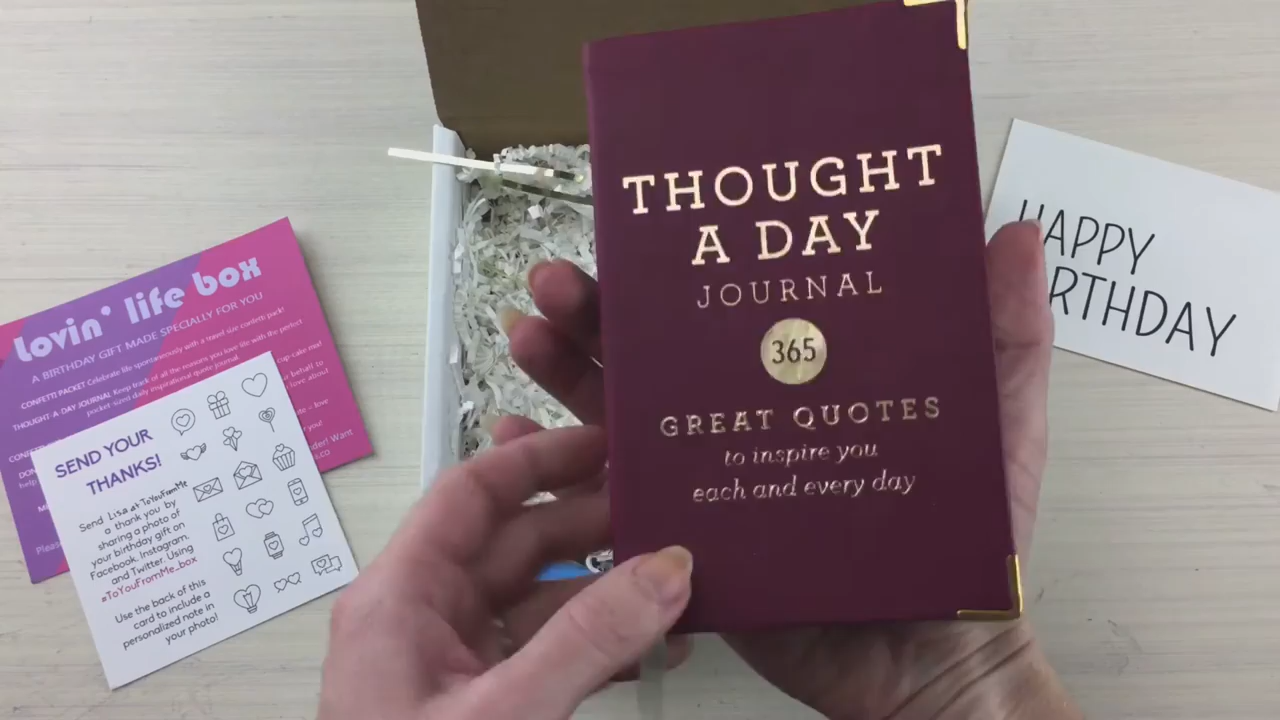 THOUGHT
A DAY
JOURNAL
365
GREAT QUOTES
to inspire you
each and every day
HAPPY
RTHDAY
lovin' life box
A BIRTHDAY GIFT MADE SPECIALLY FOR YOU
CONFETTI PACKET Celebrate life spontaneously with a travel size confetti pack!
THOUGHT A DAY JOURNAL Keep track of all the reasons you love life with the perfect
pocket-sized daily inspirational quote journal.
SEND YOUR
THANKS!
Send Lisa at ToYouFromMe
a thank you by
sharing a photo of
your birthday gift on
Facebook, Instagram,
and Twitter. Using
#ToYouFromMe_box
Use the back of this
card to include a
personalized note in
your photo!